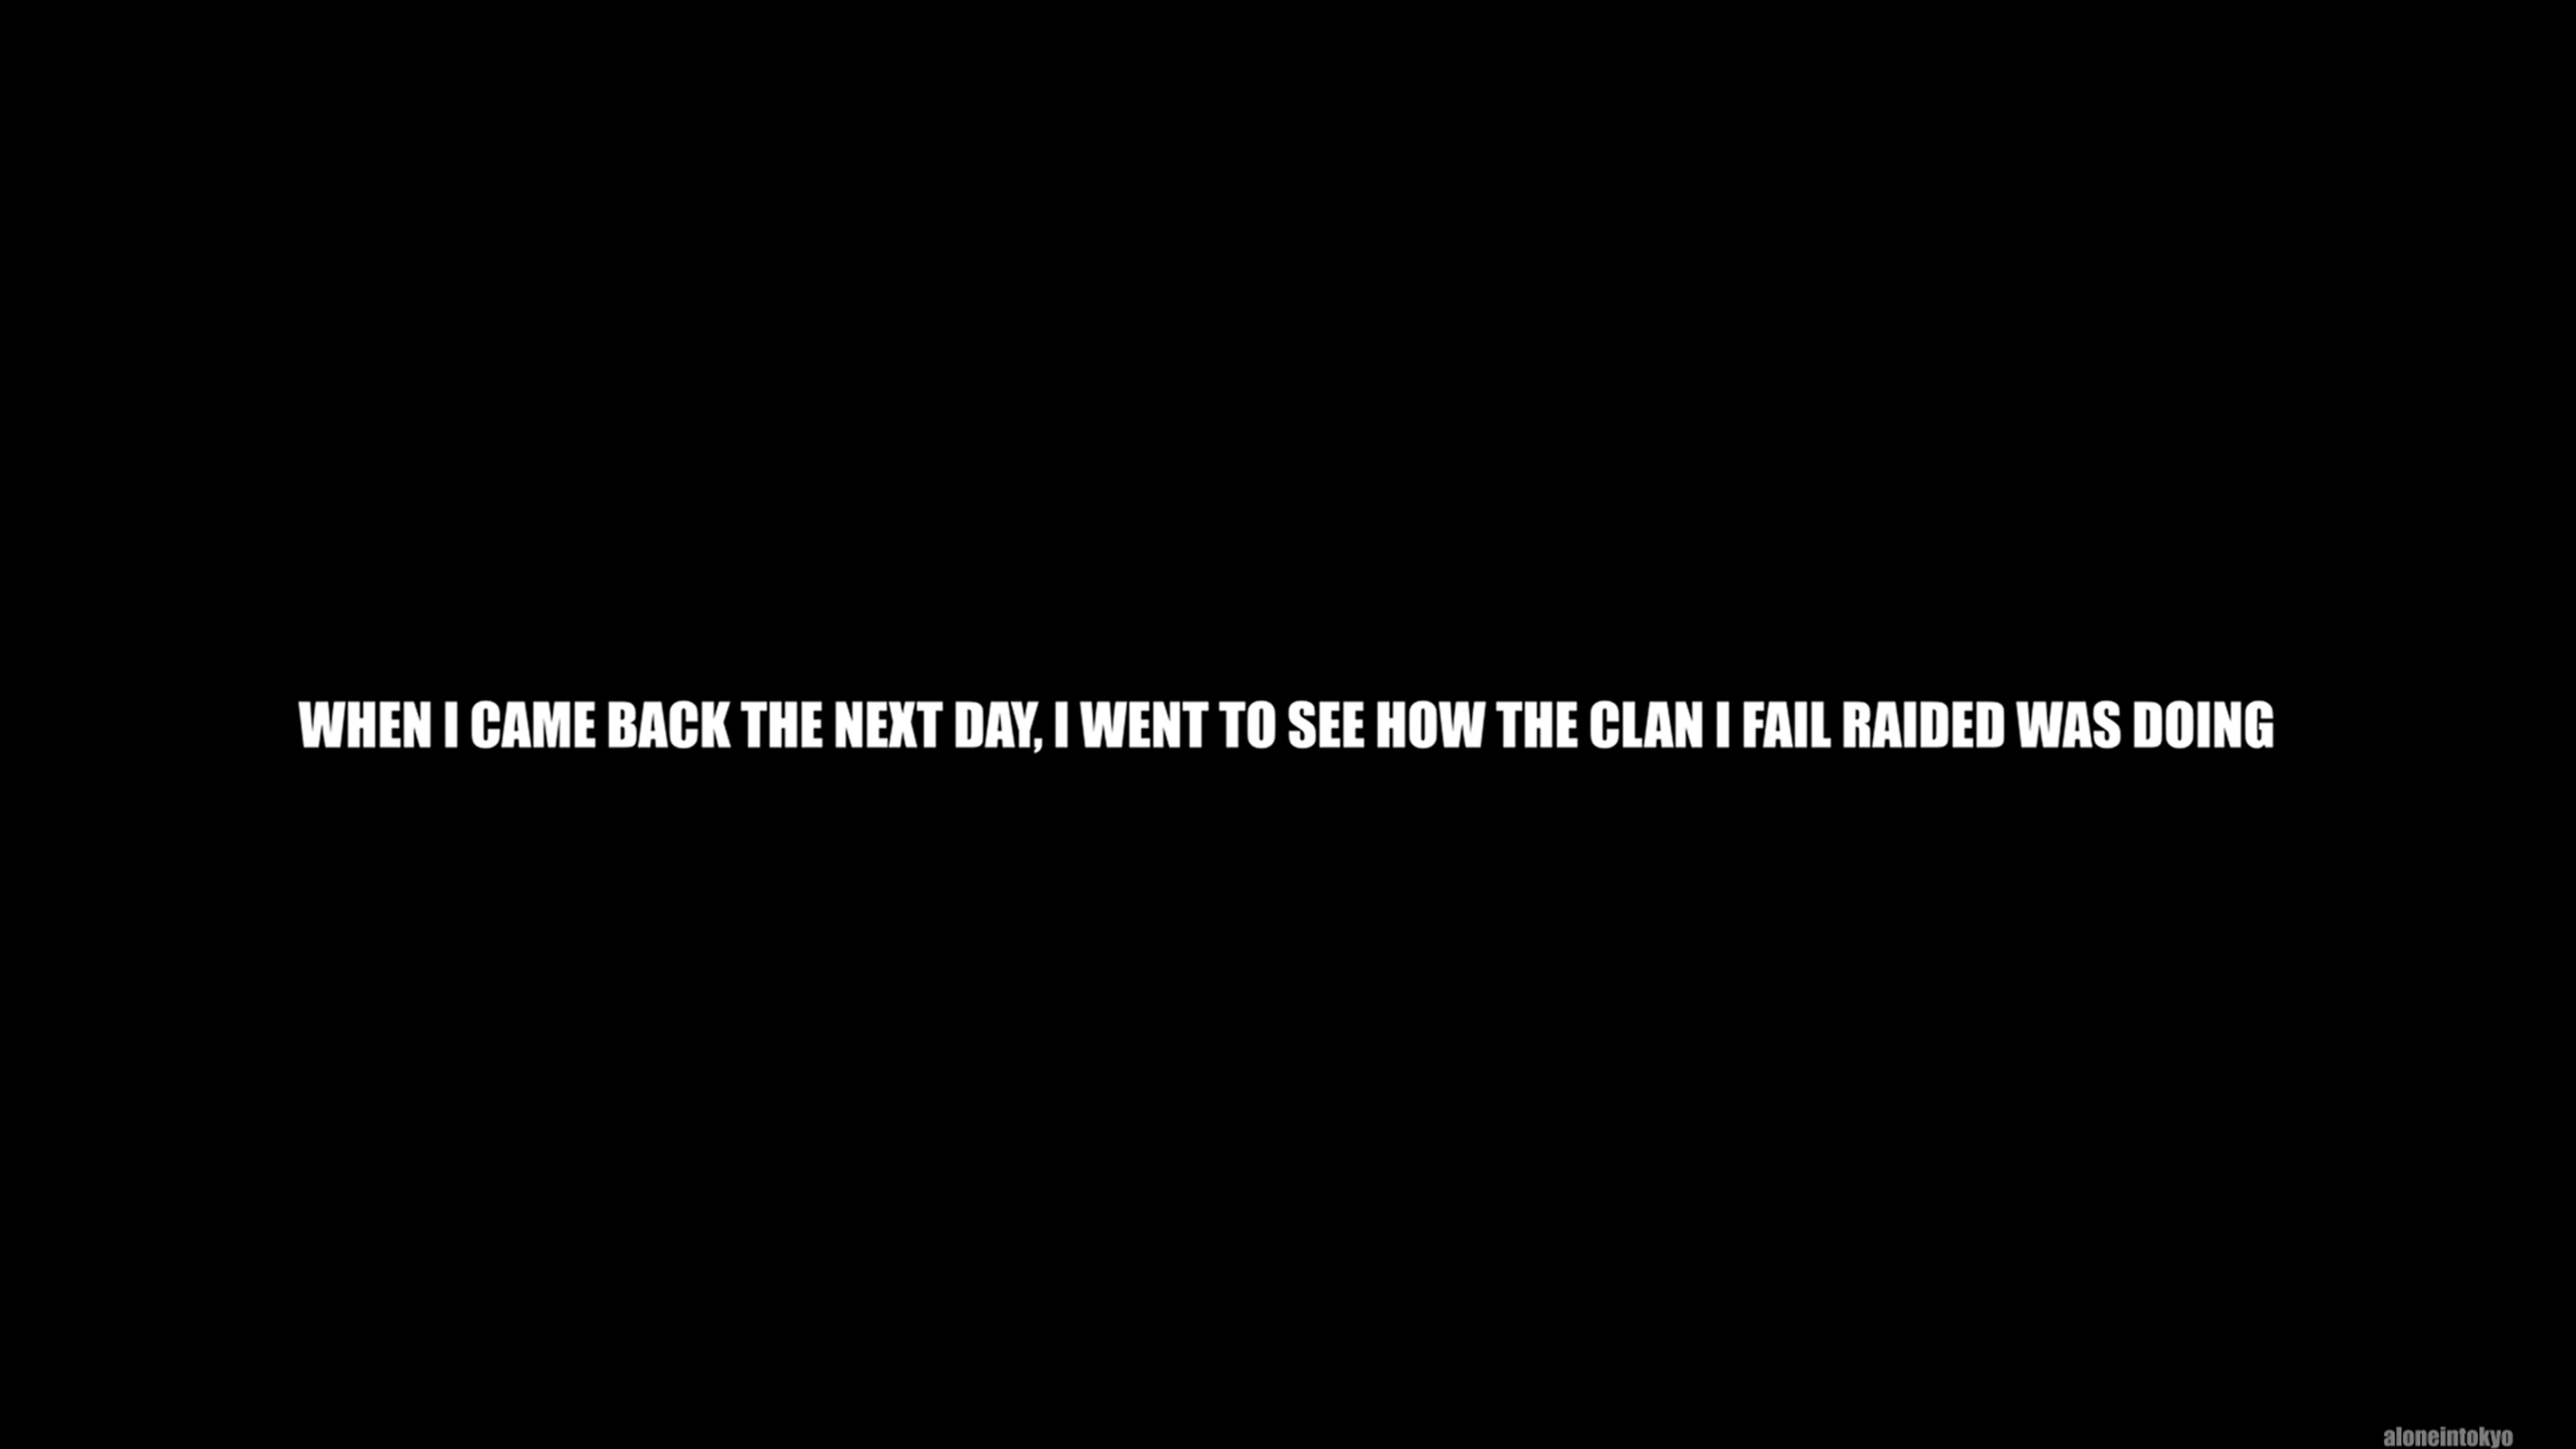 WHEN I CAME BACK THE NEXT DAY, I WENT TO SEE HOW THE CLAN I FAIL RAIDED WAS DOING
aloneintokyo